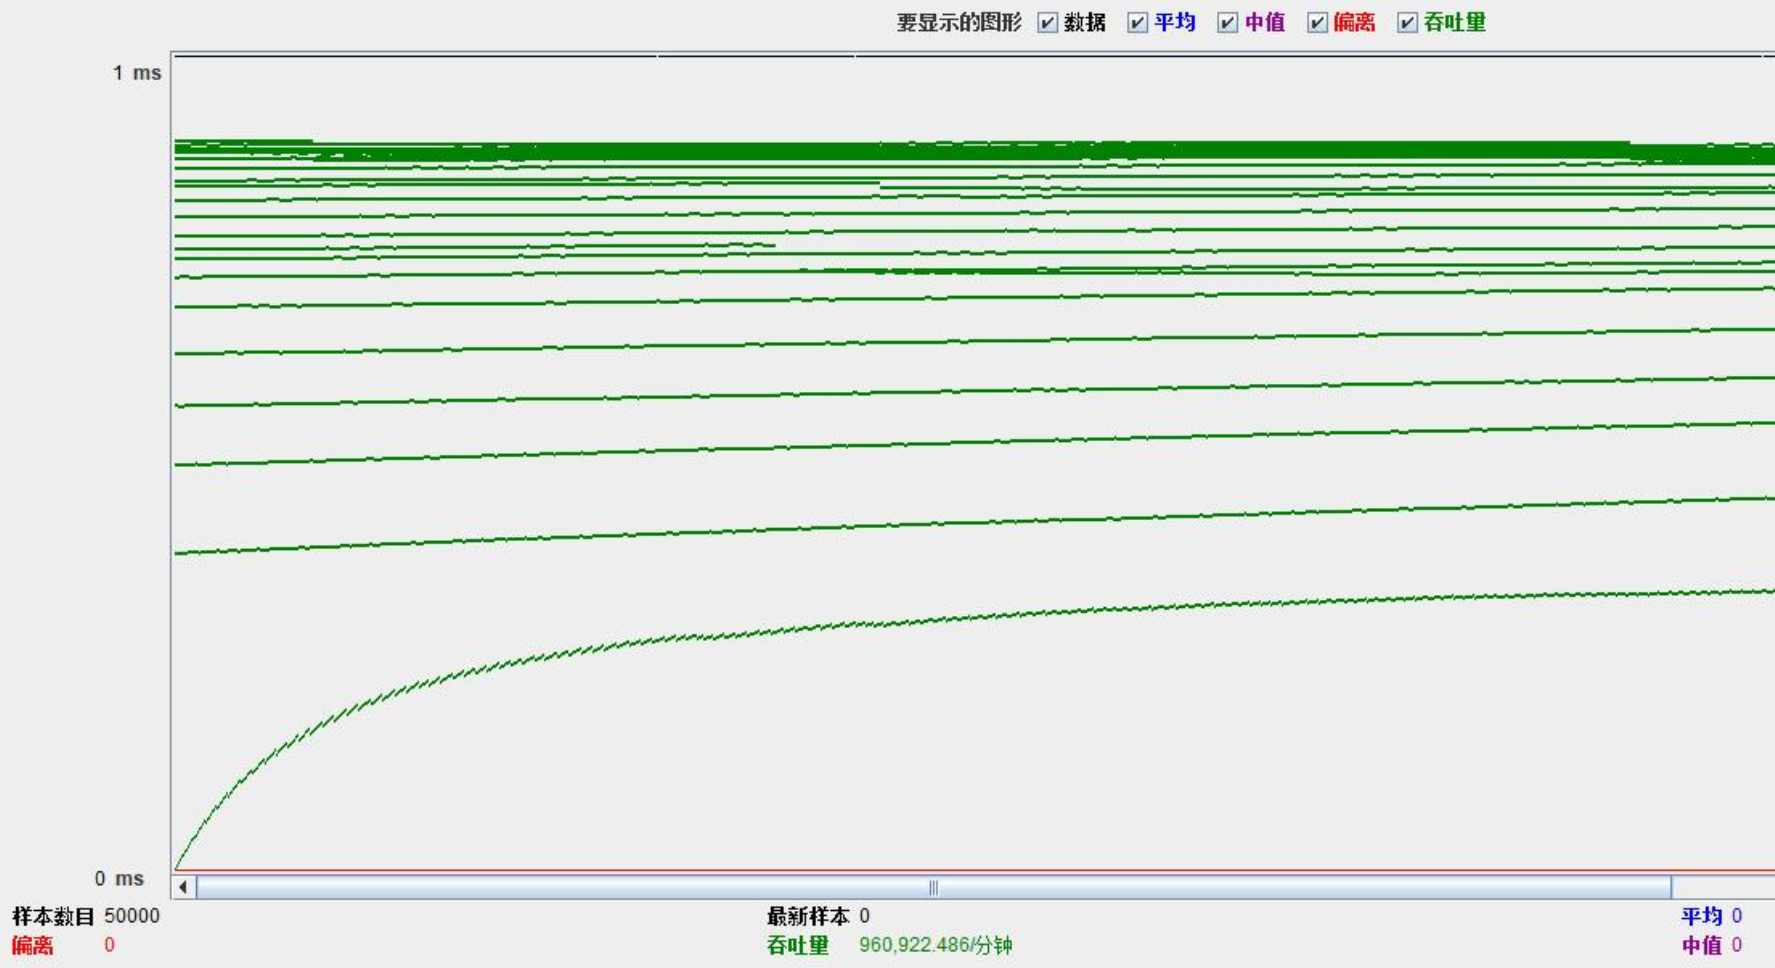 要显示的图形 数据 平均 中值 偏离 吞吐量
1 ms
0 ms
样本数目 50000 最新样本 0 平均 0
偏离 0 吞吐量 960,922.486/分钟 中值 0